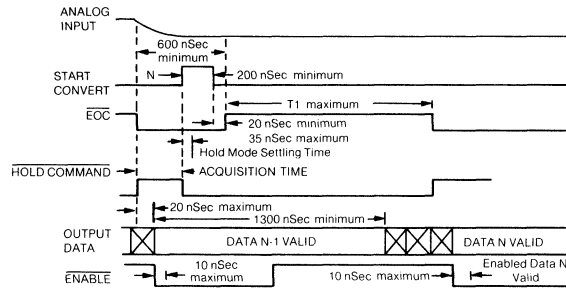 ANALOG
INPUT
600 nSec
minimum
START
CONVERT
N
200 nSec minimum
T1 maximum
EOC
20 nSec minimum
35 nSec maximum
Hold Mode Settling Time
HOLD COMMAND
ACQUISITION TIME
20 nSec maximum
1300 nSec minimum
OUTPUT
DATA
DATA N-1 VALID
DATA N VALID
ENABLE
10 nSec
maximum
10 nSec
maximum
Enabled Data N
Valid